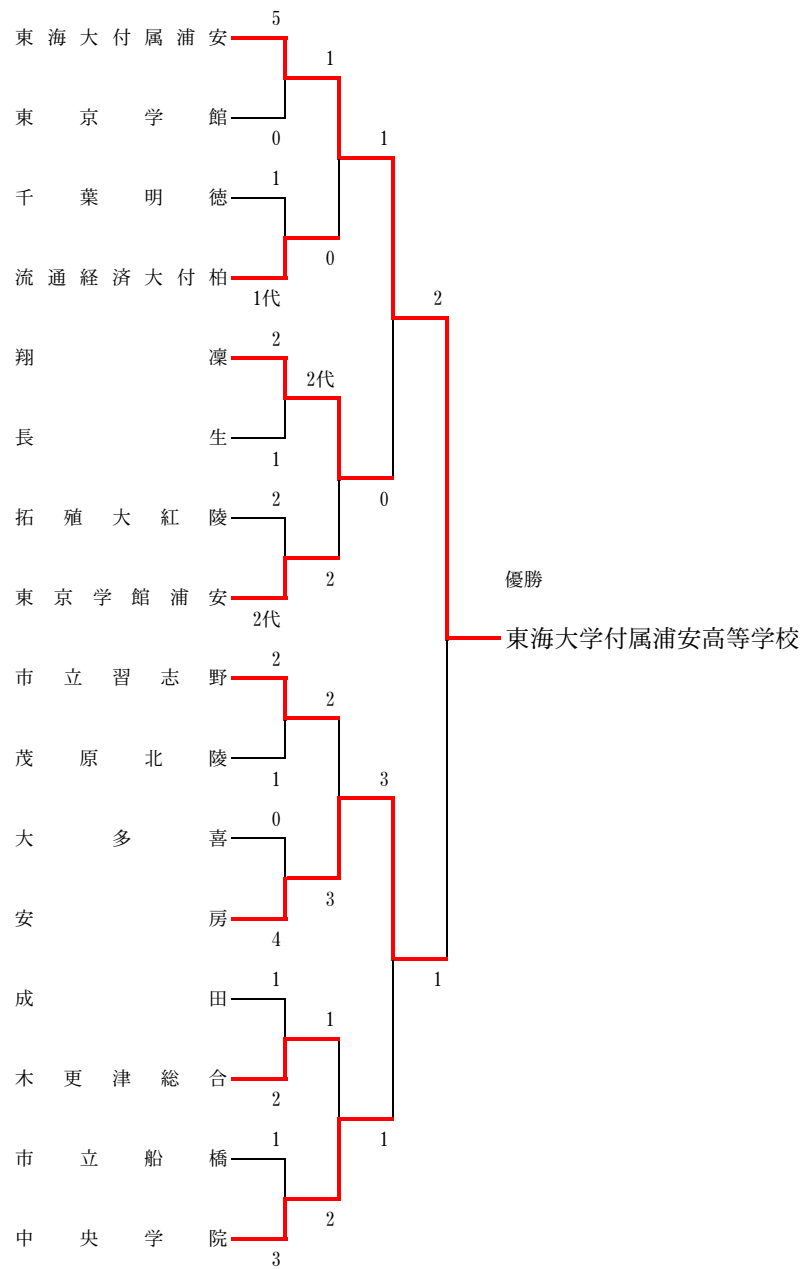 5
東海大付属浦安
1
東京学館
0
1
1
千葉明徳
0
流通経済大付柏
1代
2
2
翔凜
2代
長生
1
0
2
拓殖大紅陵
2
優勝
東京学館浦安
2代
東海大学付属浦安高等学校
2
市立習志野
2
茂原北陵
1
3
0
大多喜
3
安房
4
1
1
成田
1
木更津総合
2
1
1
市立船橋
2
中央学院
3